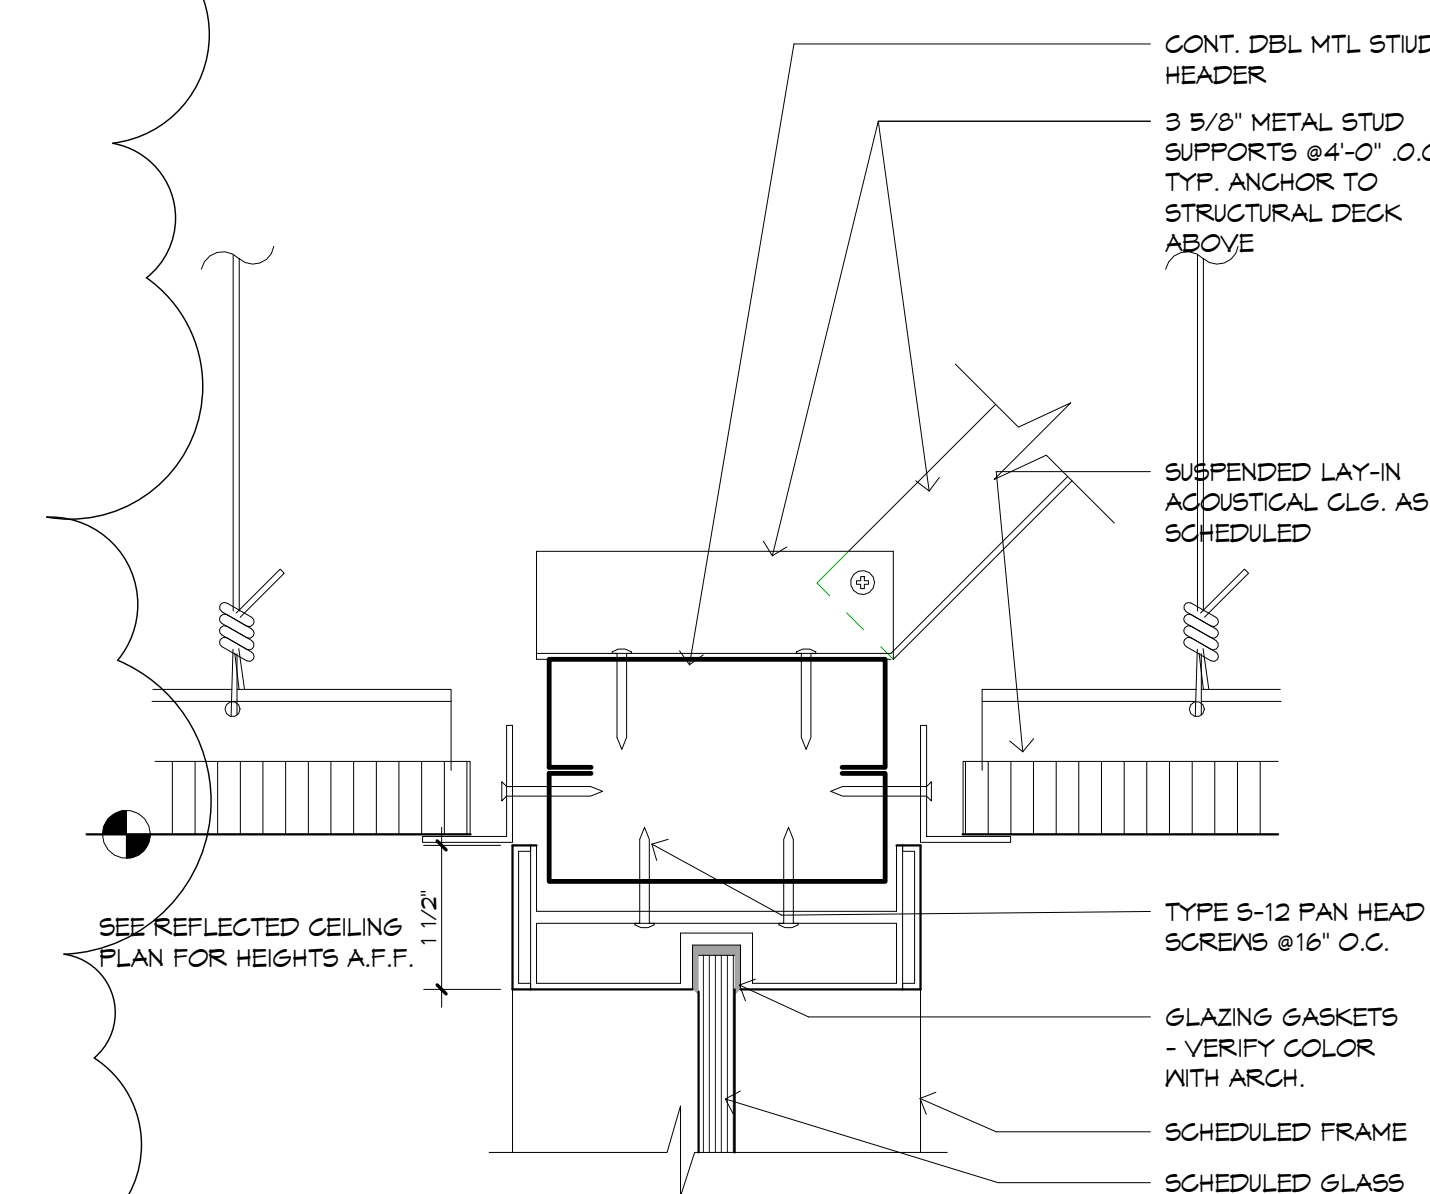 CONT. DBL MTL STIUD
HEADER
3 5/8" METAL STUD
SUPPORTS @4'-0" .O.C
TYP. ANCHOR TO
STRUCTURAL DECK
ABOVE
SUSPENDED LAY-IN
ACOUSTICAL CLG. AS
SCHEDULED
1 1/2"
SEE REFLECTED CEILING
PLAN FOR HEIGHTS A.F.F.
TYPE S-12 PAN HEAD
SCREWS @16" O.C.
GLAZING GASKETS
- VERIFY COLOR
WITH ARCH.
SCHEDULED FRAME
SCHEDULED GLASS